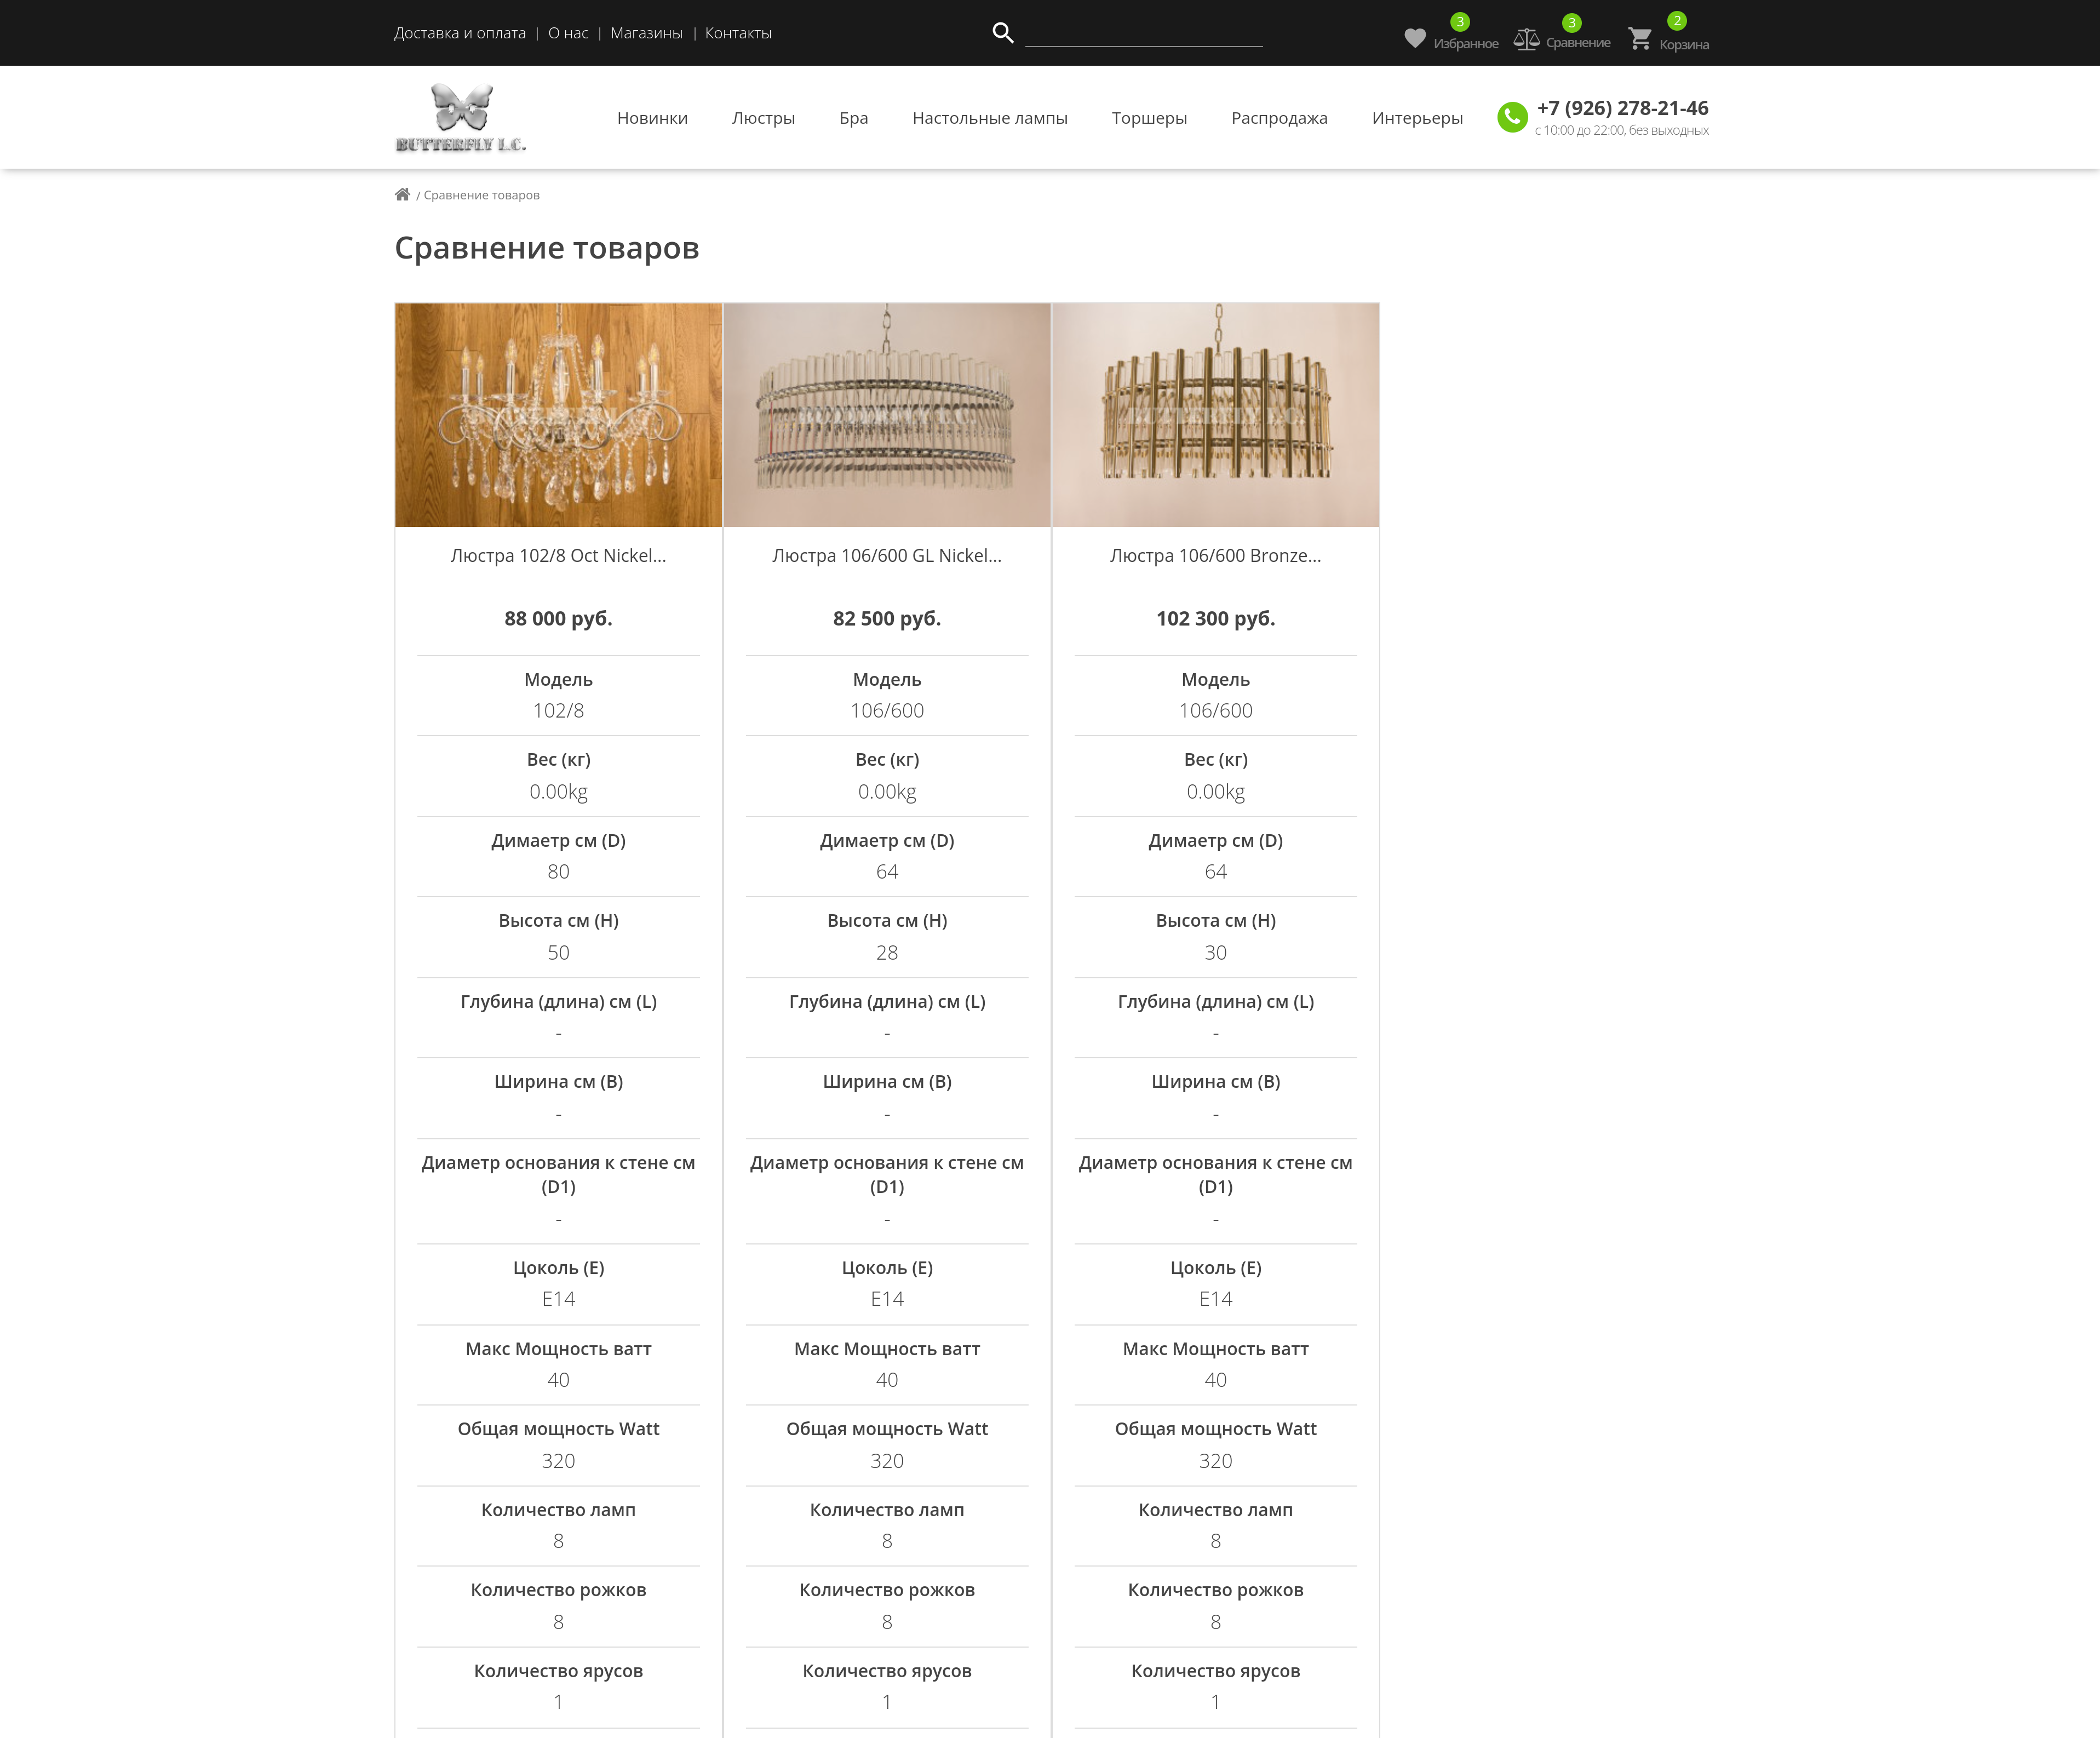 Доставка и оплата | О нас | Магазины | Контакты
3
Избранное
3
Сравнение
2
Корзина
BUTTERFLY L.C.
Новинки Люстры Бра Настольные лампы Торшеры Распродажа Интерьеры
+7 (926) 278-21-46
с 10:00 до 22:00, без выходных
/ Сравнение товаров
Сравнение товаров
BUTTERFLY L.C.
Люстра 102/8 Oct Nickel... Люстра 106/600 GL Nickel... Люстра 106/600 Bronze...
88 000 руб. 82 500 руб. 102 300 руб.
Модель Модель Модель
102/8 106/600 106/600
Вес (кг) Вес (кг) Вес (кг)
0.00kg 0.00kg 0.00kg
Димаетр см (D) Димаетр см (D) Димаетр см (D)
80 64 64
Высота см (H) Высота см (H) Высота см (H)
50 28 30
Глубина (длина) см (L) Глубина (длина) см (L) Глубина (длина) см (L)
- - -
Ширина см (B) Ширина см (B) Ширина см (B)
- - -
Диаметр основания к стене см Диаметр основания к стене см Диаметр основания к стене см
(D1) (D1) (D1)
- - -
Цоколь (E) Цоколь (E) Цоколь (E)
E14 E14 E14
Макс Мощность ватт Макс Мощность ватт Макс Мощность ватт
40 40 40
Общая мощность Watt Общая мощность Watt Общая мощность Watt
320 320 320
Количество ламп Количество ламп Количество ламп
8 8 8
Количество рожков Количество рожков Количество рожков
8 8 8
Количество ярусов Количество ярусов Количество ярусов
1 1 1